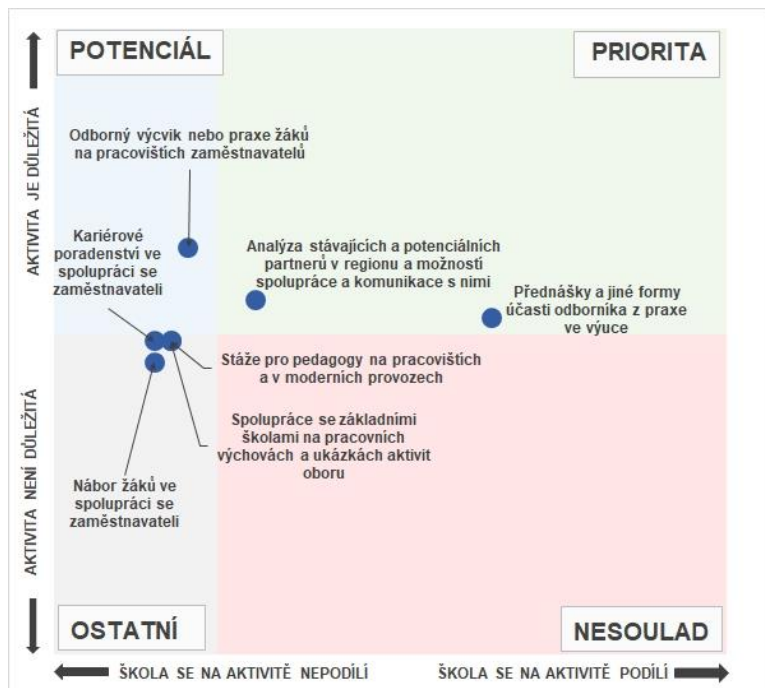 POTENCIÁL
PRIORITA
AKTIVITA JE DŮLEŽITÁ
Odborný výcvik nebo praxe žáků
na pracovištích zaměstnavatelů
Kariérové
poradenství ve
spolupráci se
zaměstnavateli
Analýza stávajících a potenciálních
partnerů v regionu a možností
spolupráce a komunikace s nimi
Přednášky a jiné formy
účasti odborníka z praxe
ve výuce
Stáže pro pedagogy na pracovištích
a v moderních provozech
Spolupráce se základními
školami na pracovních
výchovách a ukázkách aktivit
oboru
Nábor žáků ve
spolupráci se
zaměstnavateli
AKTIVITA NENÍ DŮLEŽITÁ
OSTATNÍ
NESOULAD
ŠKOLA SE NA AKTIVITĚ NEPODÍLÍ
ŠKOLA SE NA AKTIVITĚ PODÍLÍ